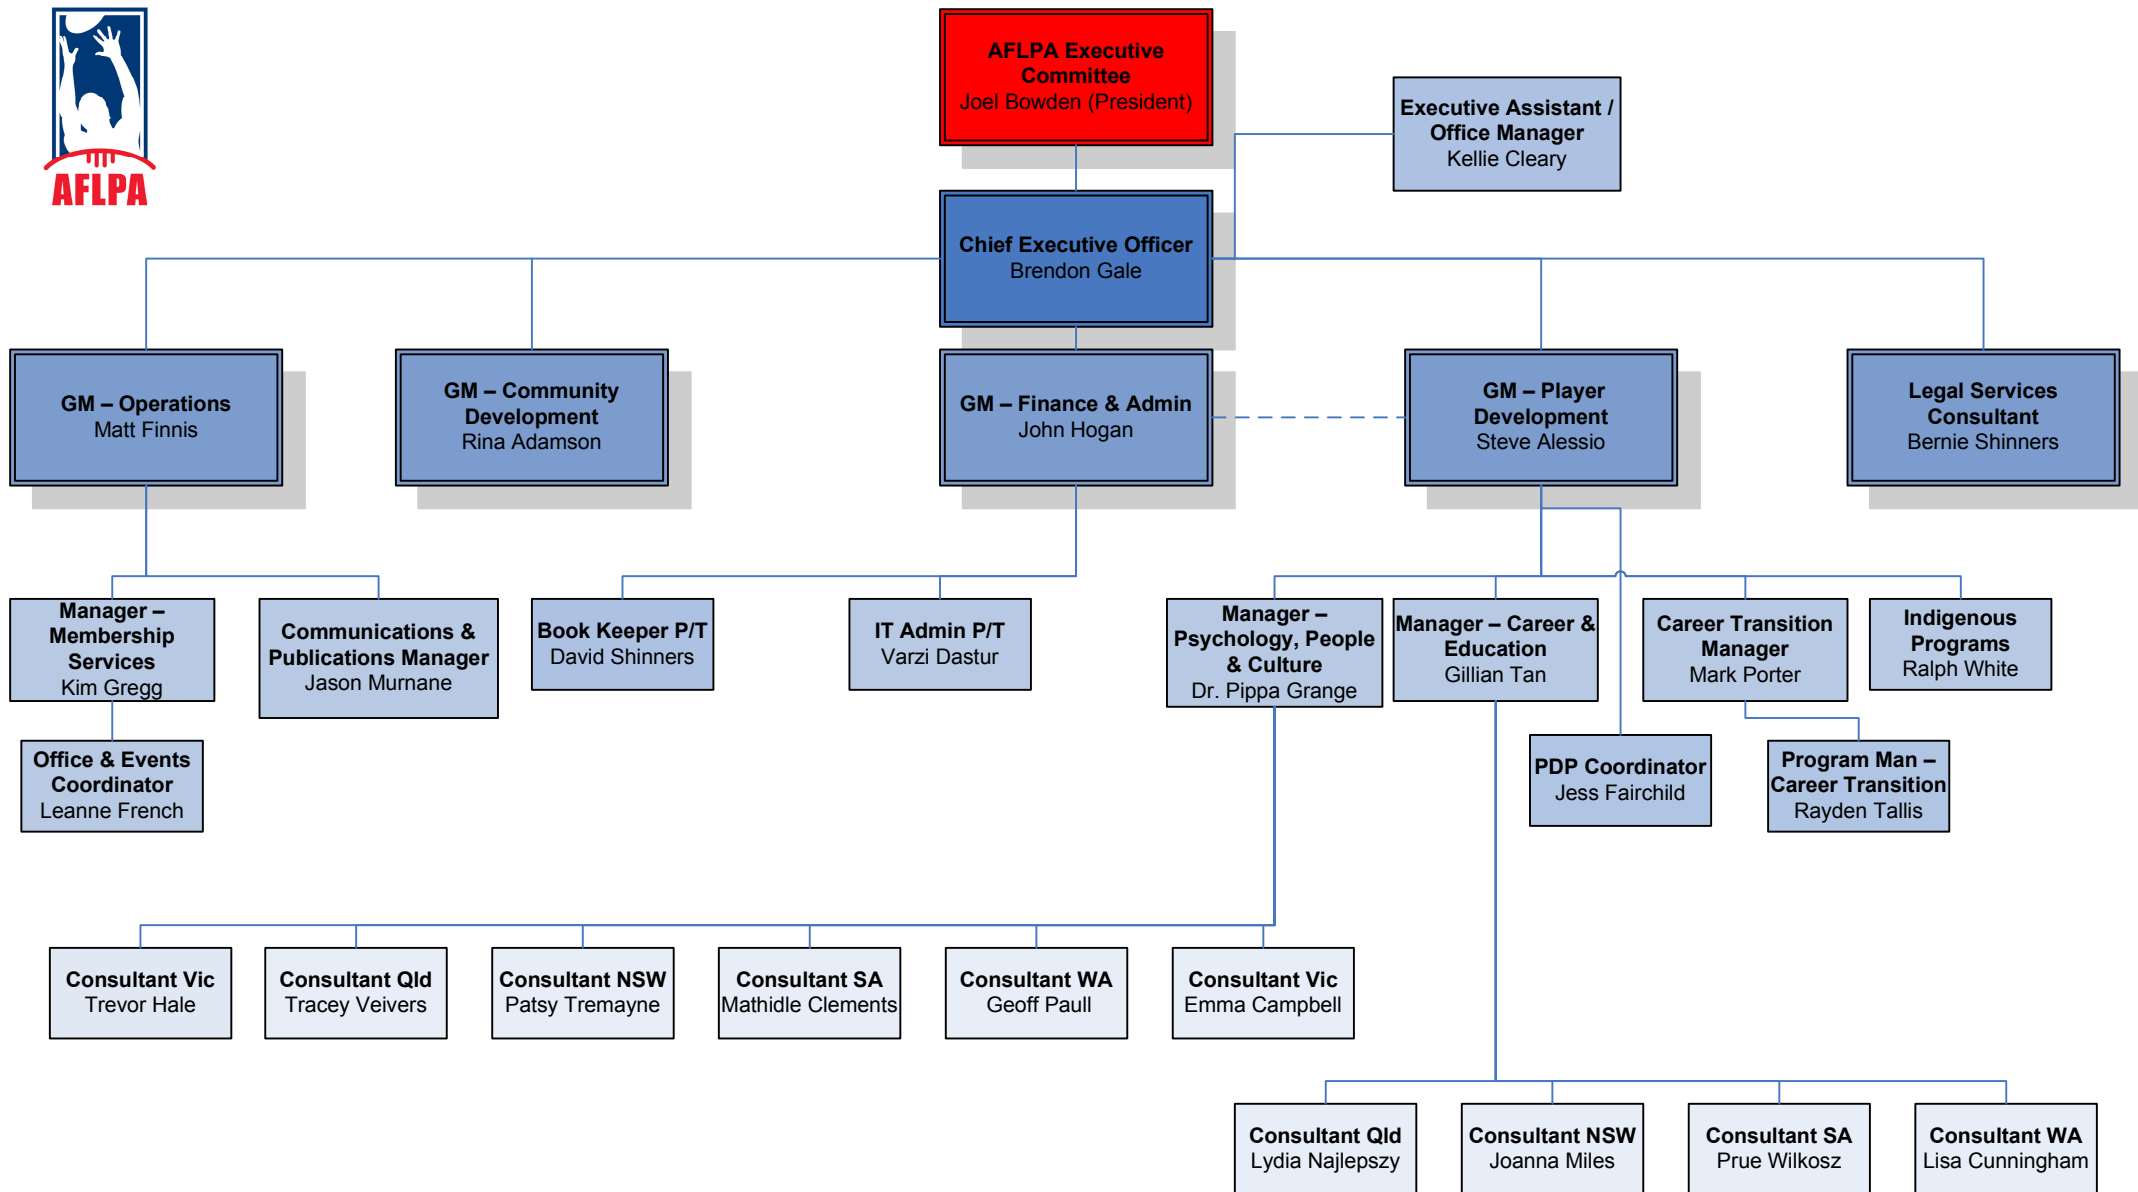 AFLPA
AFLPA Executive
Committee
Joel Bowden (President)
Executive Assistant /
Office Manager
Kellie Cleary
Chief Executive Officer
Brendon Gale
GM – Operations
Matt Finnis
GM – Community
Development
Rina Adamson
GM – Finance & Admin
John Hogan
GM – Player
Development
Steve Alessio
Legal Services
Consultant
Bernie Shinners
Manager –
Membership
Services
Kim Gregg
Communications &
Publications Manager
Jason Murnane
Book Keeper P/T
David Shinners
IT Admin P/T
Varzi Dastur
Manager –
Psychology, People
& Culture
Dr. Pippa Grange
Manager – Career &
Education
Gillian Tan
Career Transition
Manager
Mark Porter
Indigenous
Programs
Ralph White
Office & Events
Coordinator
Leanne French
PDP Coordinator
Jess Fairchild
Program Man –
Career Transition
Rayden Tallis
Consultant Vic
Trevor Hale
Consultant Qld
Tracey Veivers
Consultant NSW
Patsy Tremayne
Consultant SA
Mathidle Clements
Consultant WA
Geoff Paull
Consultant Vic
Emma Campbell
Consultant Qld
Lydia Najlepszy
Consultant NSW
Joanna Miles
Consultant SA
Prue Wilkosz
Consultant WA
Lisa Cunningham